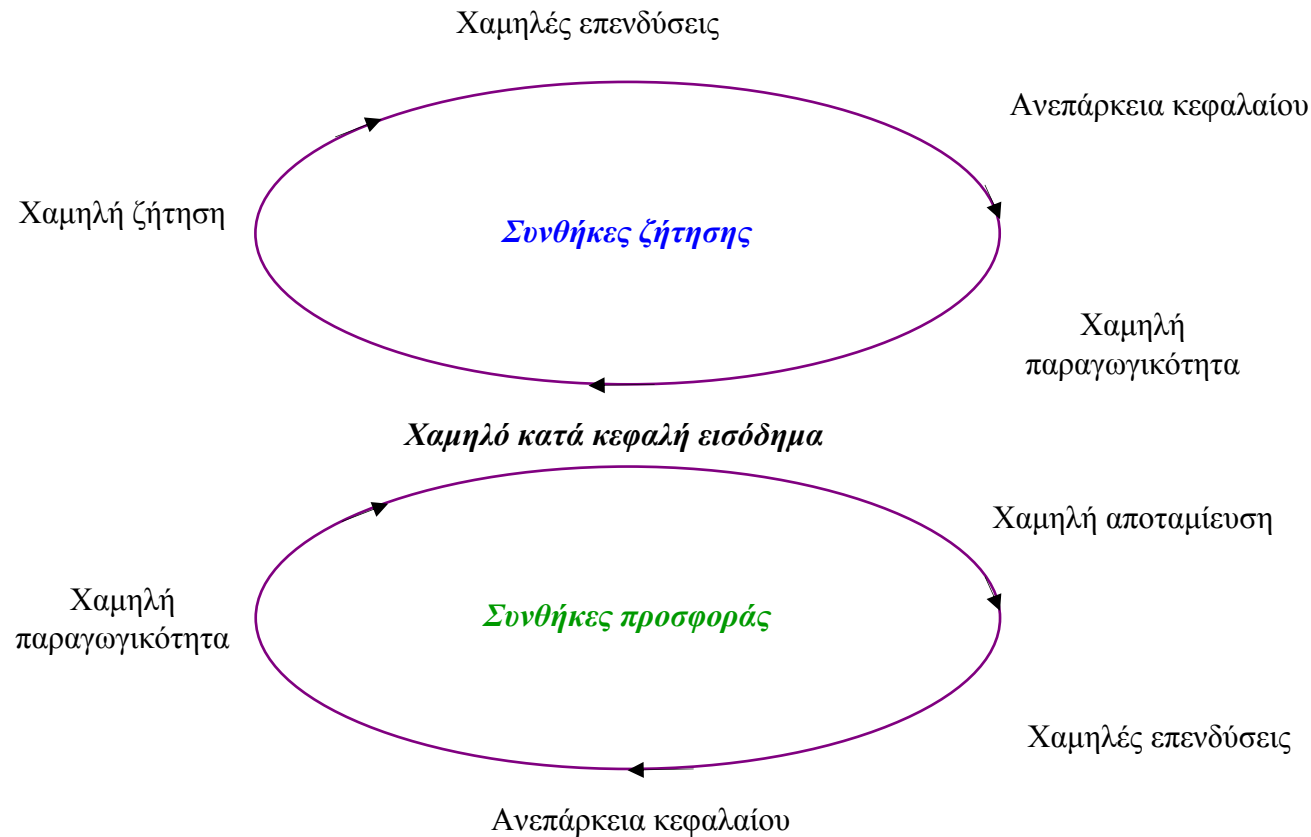 Χαμηλές επενδύσεις
Ανεπάρκεια κεφαλαίου
Χαμηλή ζήτηση
Συνθήκες ζήτησης
Χαμηλή
παραγωγικότητα
Χαμηλό κατά κεφαλή εισόδημα
Χαμηλή αποταμίευση
Χαμηλή
παραγωγικότητα
Συνθήκες προσφοράς
Χαμηλές επενδύσεις
Ανεπάρκεια κεφαλαίου